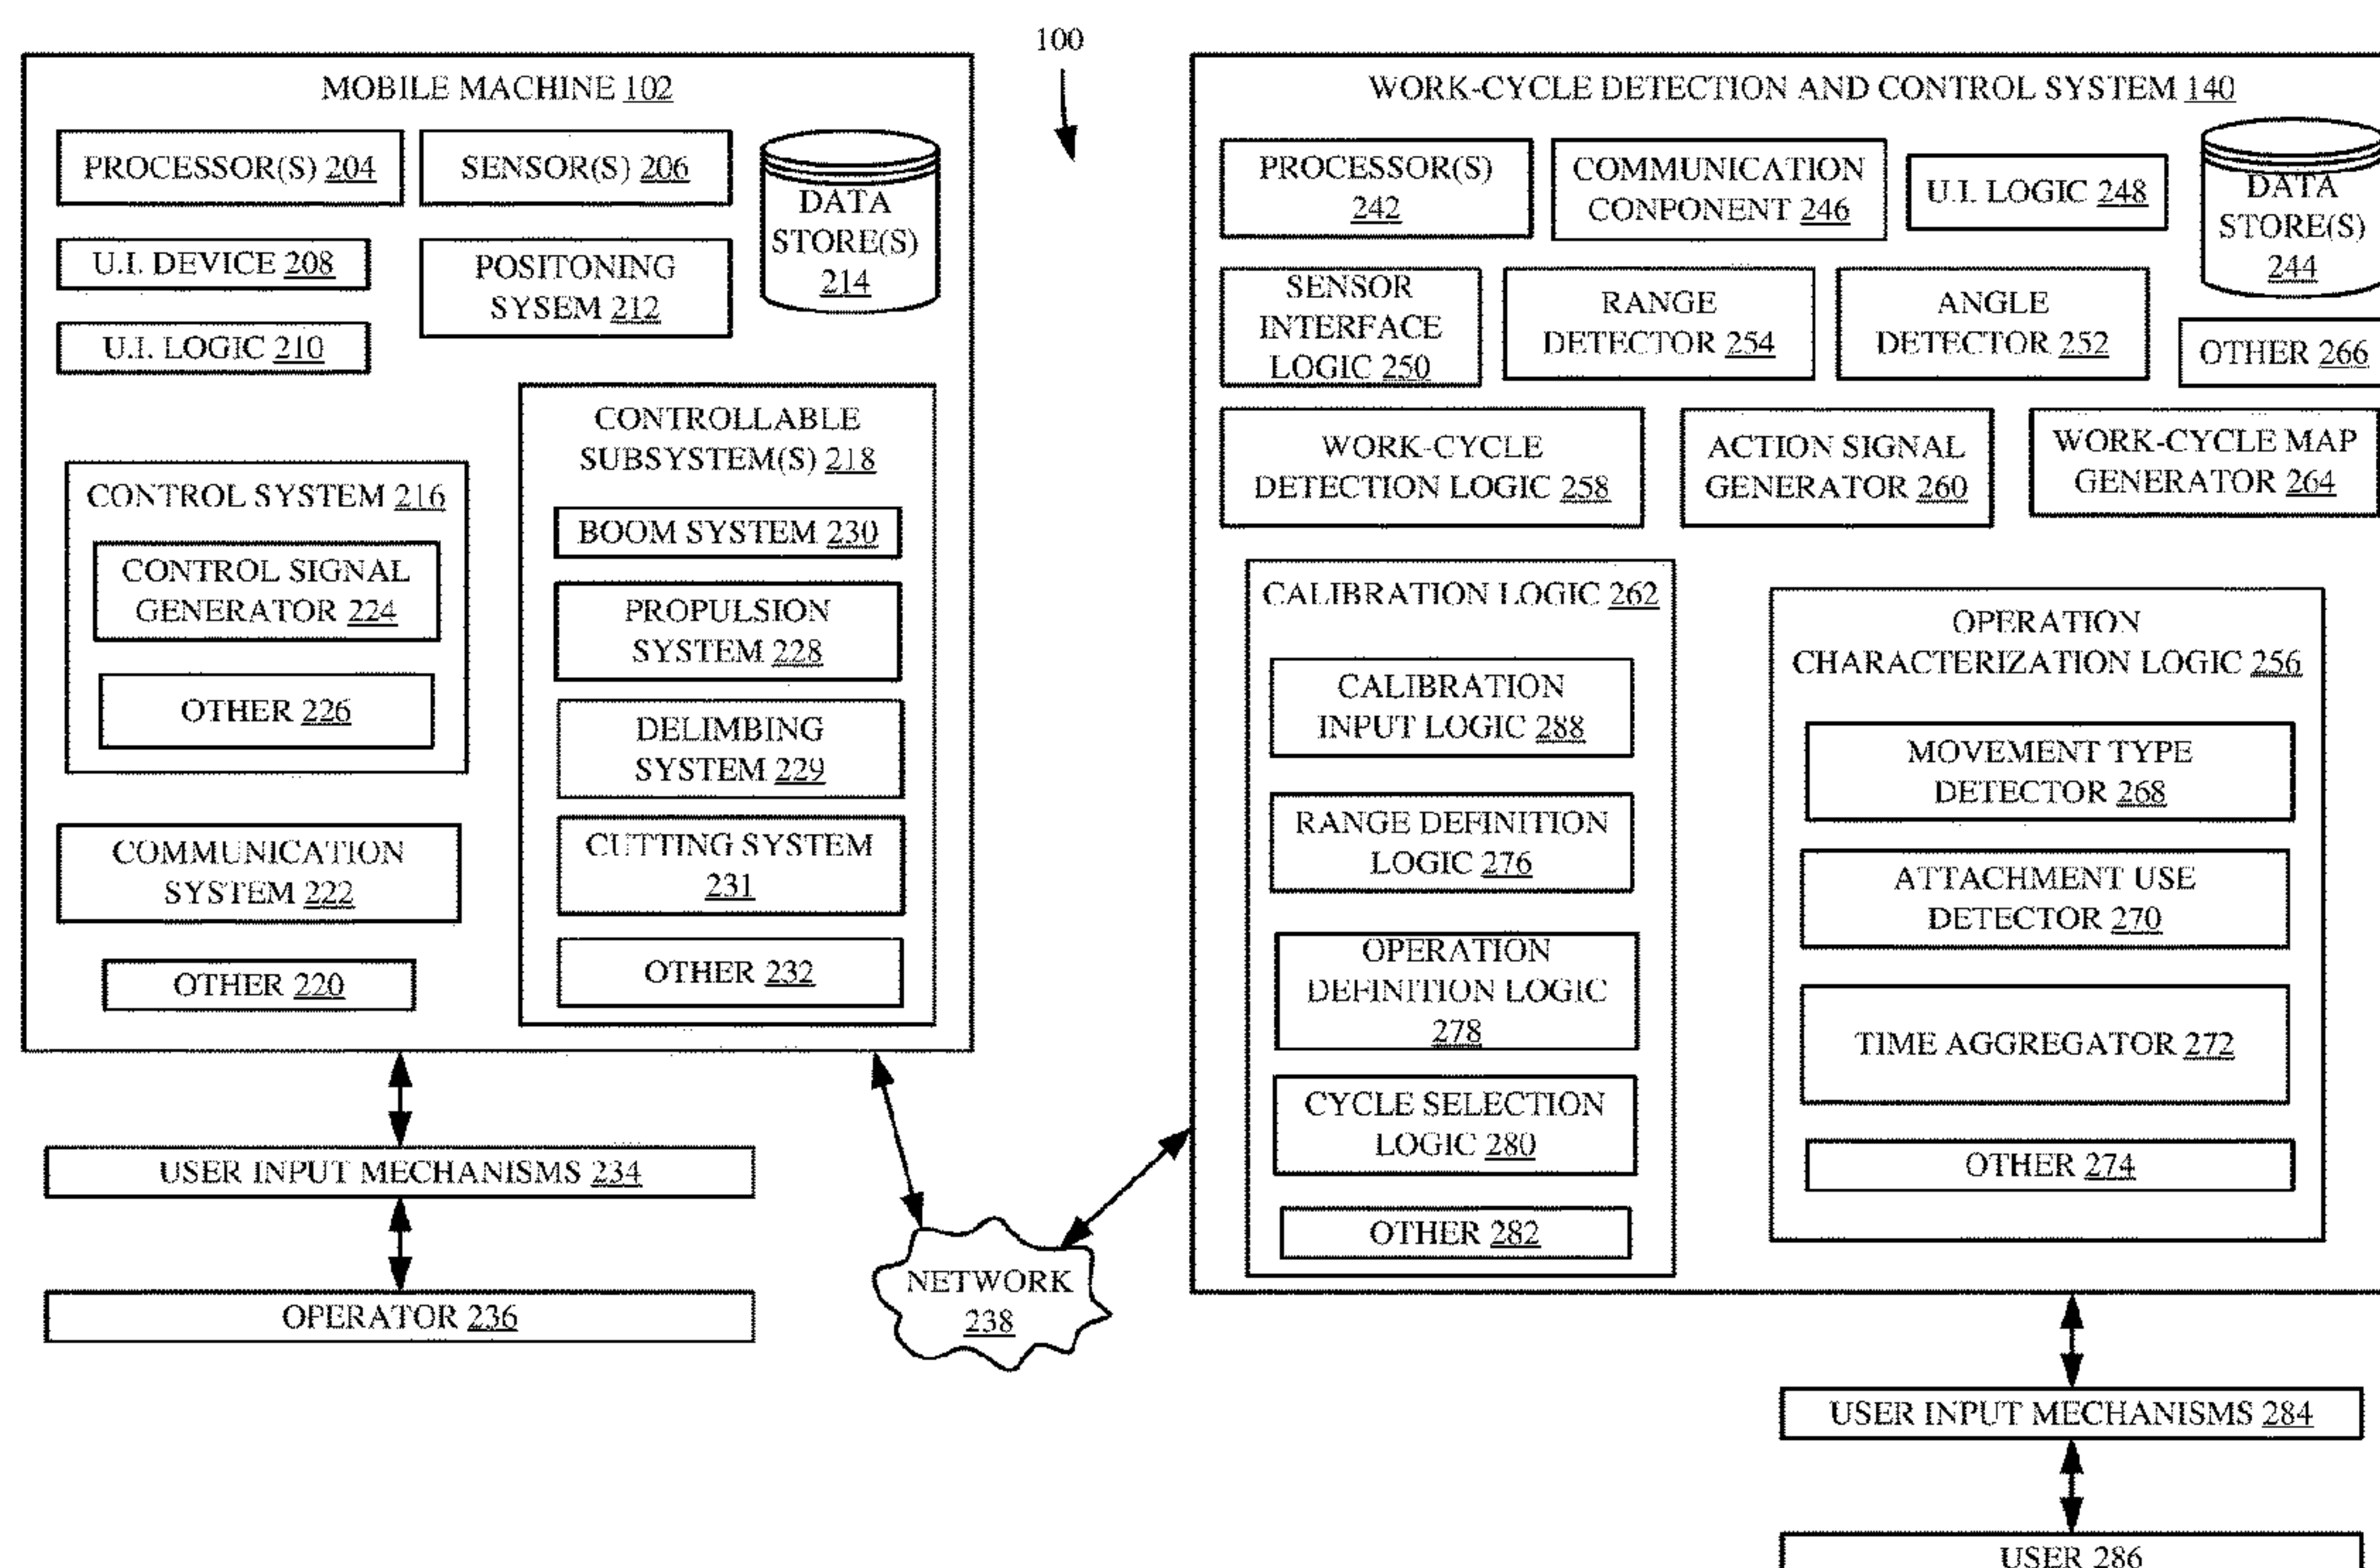 100
MOBILE MACHINE 102
PROCESSOR(S) 204
SENSOR(S) 206
DATA
STORE(S)
214
U.I. DEVICE 208
POSITONING
SYSEM 212
U.I. LOGIC 210
CONTROL SYSTEM 216
CONTROL SIGNAL
GENERATOR 224
OTHER 226
COMMUNICATION
SYSTEM 222
OTHER 220
CONTROLLABLE
SUBSYSTEM(S) 218
BOOM SYSTEM 230
PROPULSION
SYSTEM 228
DELIMBING
SYSTEM 229
CUTTING SYSTEM
231
OTHER 232
USER INPUT MECHANISMS 234
OPERATOR 236
NETWORK
238
WORK-CYCLE DETECTION AND CONTROL SYSTEM 140
PROCESSOR(S)
242
COMMUNICATION
CONPONENT 246
U.I. LOGIC 248
DATA
STORE(S)
244
SENSOR
INTERFACE
LOGIC 250
RANGE
DETECTOR 254
ANGLE
DETECTOR 252
OTHER 266
WORK-CYCLE
DETECTION LOGIC 258
ACTION SIGNAL
GENERATOR 260
WORK-CYCLE MAP
GENERATOR 264
CALIBRATION LOGIC 262
CALIBRATION
INPUT LOGIC 288
RANGE DEFINITION
LOGIC 276
OPERATION
DEFINITION LOGIC
278
CYCLE SELECTION
LOGIC 280
OTHER 282
OPERATION
CHARACTERIZATION LOGIC 256
MOVEMENT TYPE
DETECTOR 268
ATTACHMENT USE
DETECTOR 270
TIME AGGREGATOR 272
OTHER 274
USER INPUT MECHANISMS 284
USER 286